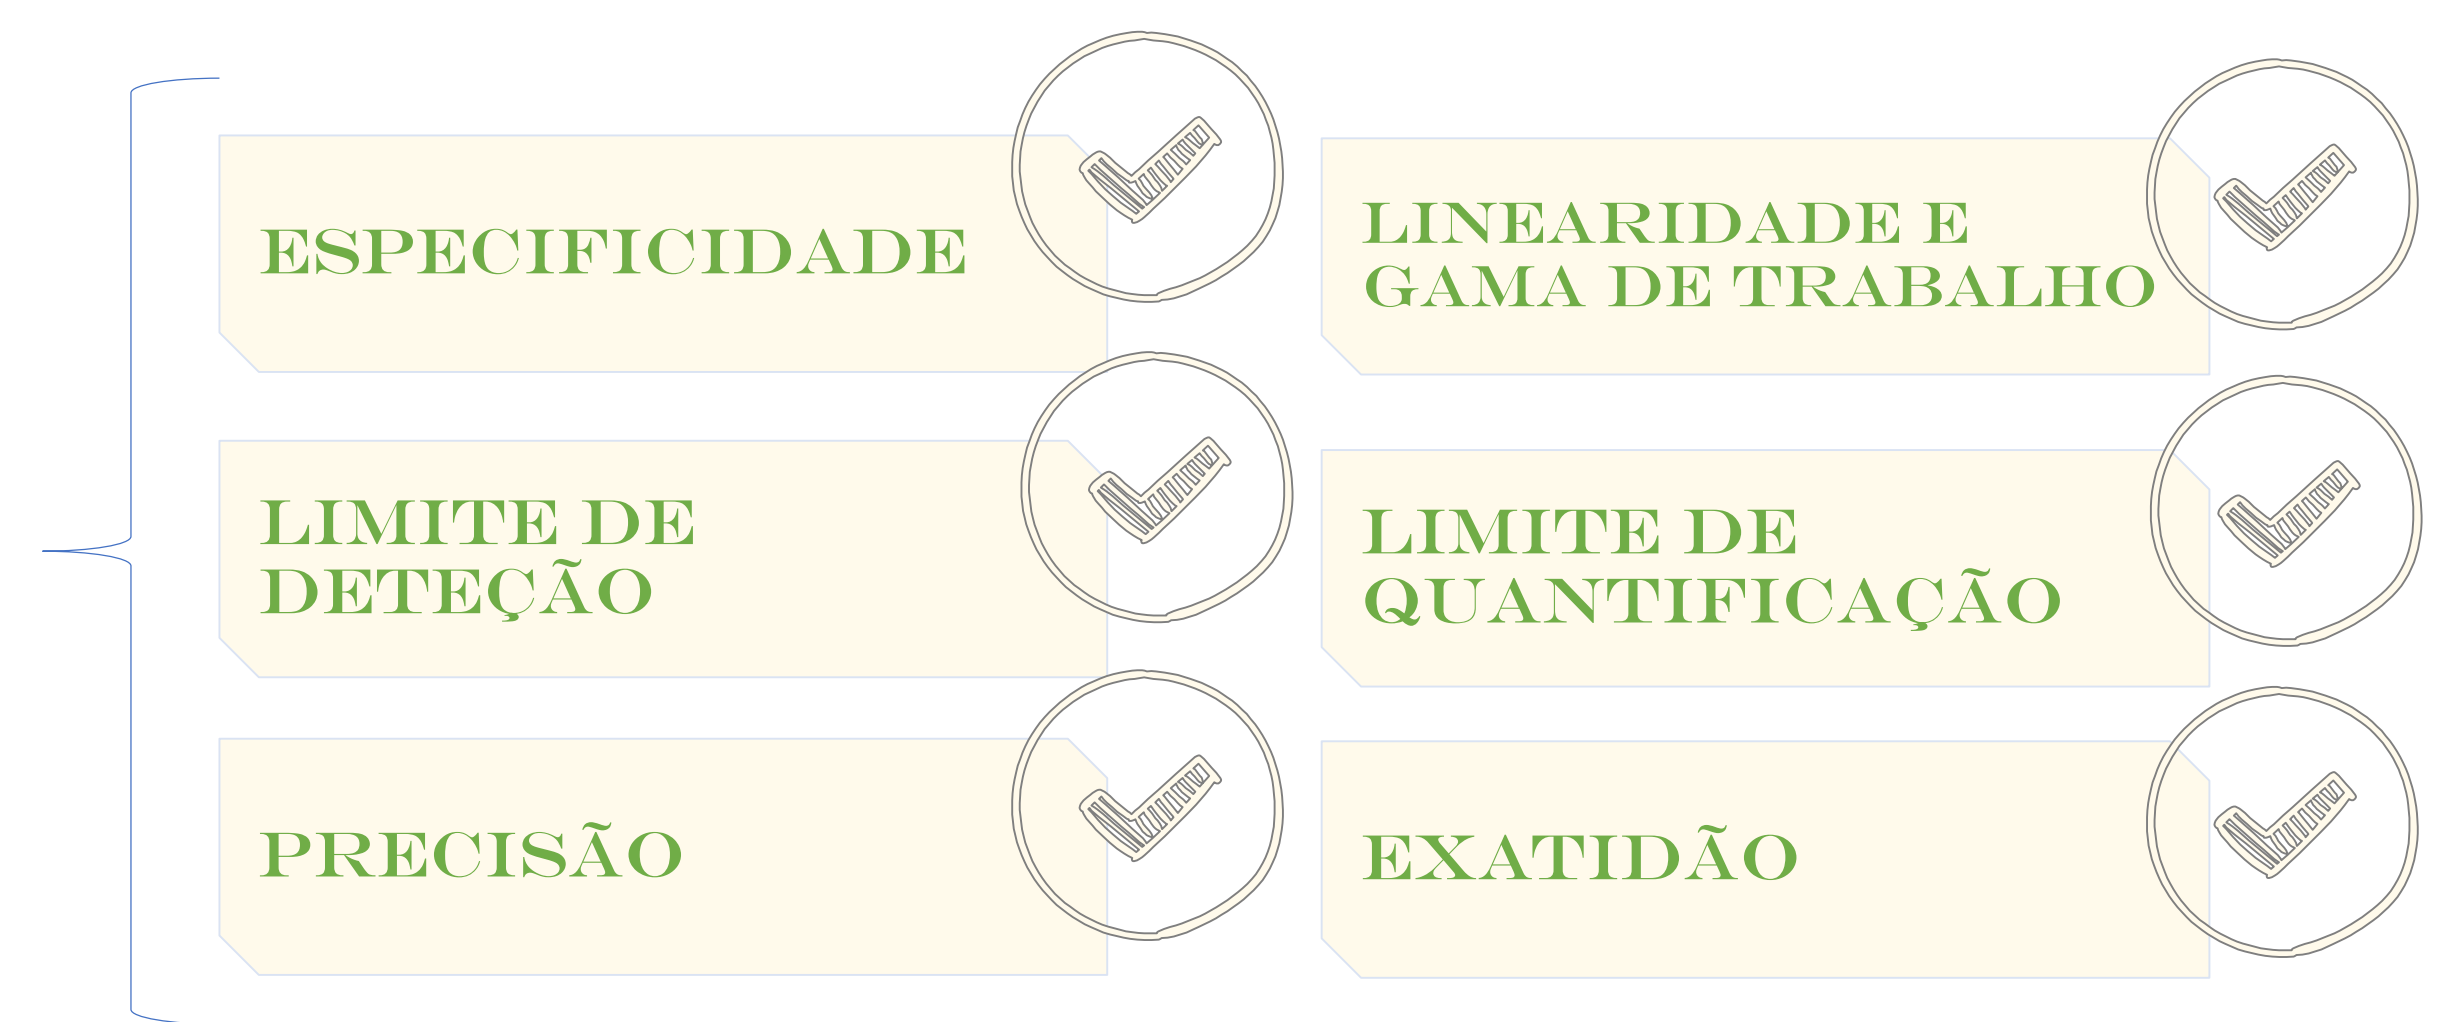 ESPECIFICIDADE
LINEARIDADE E
GAMA DE TRABALHO
LIMITE DE
DETEÇÃO
LIMITE DE
QUANTIFICAÇÃO
PRECISÃO
EXATIDÃO